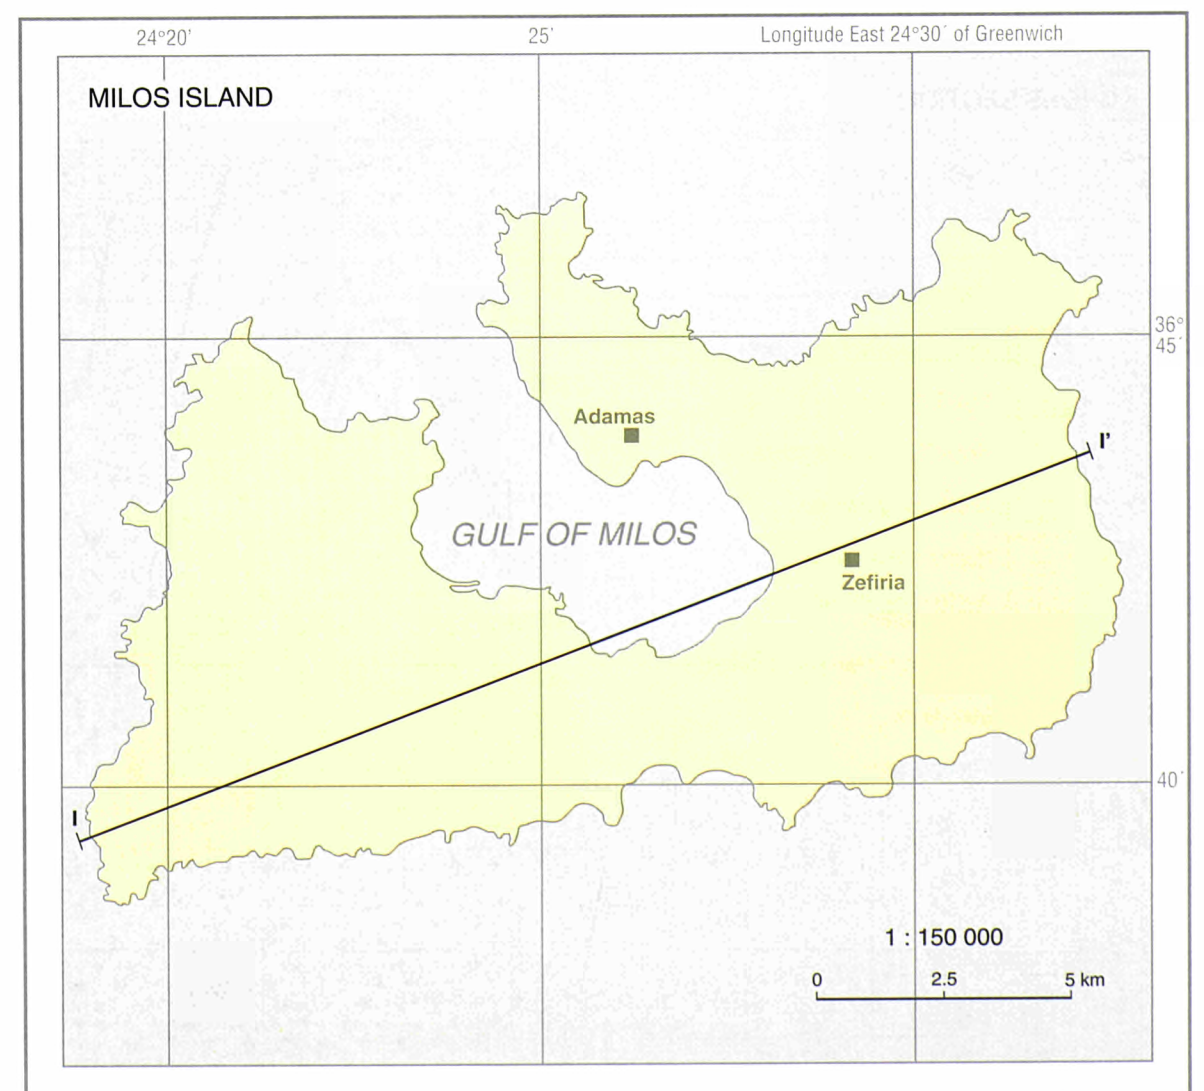 24°20' 25' Longitude East 24°30´ of Greenwich
MILOS ISLAND
36°
45´
Adamas
I'
GULF OF MILOS
Zefiria
40´
I
1 : 150 000
0 2.5 5 km